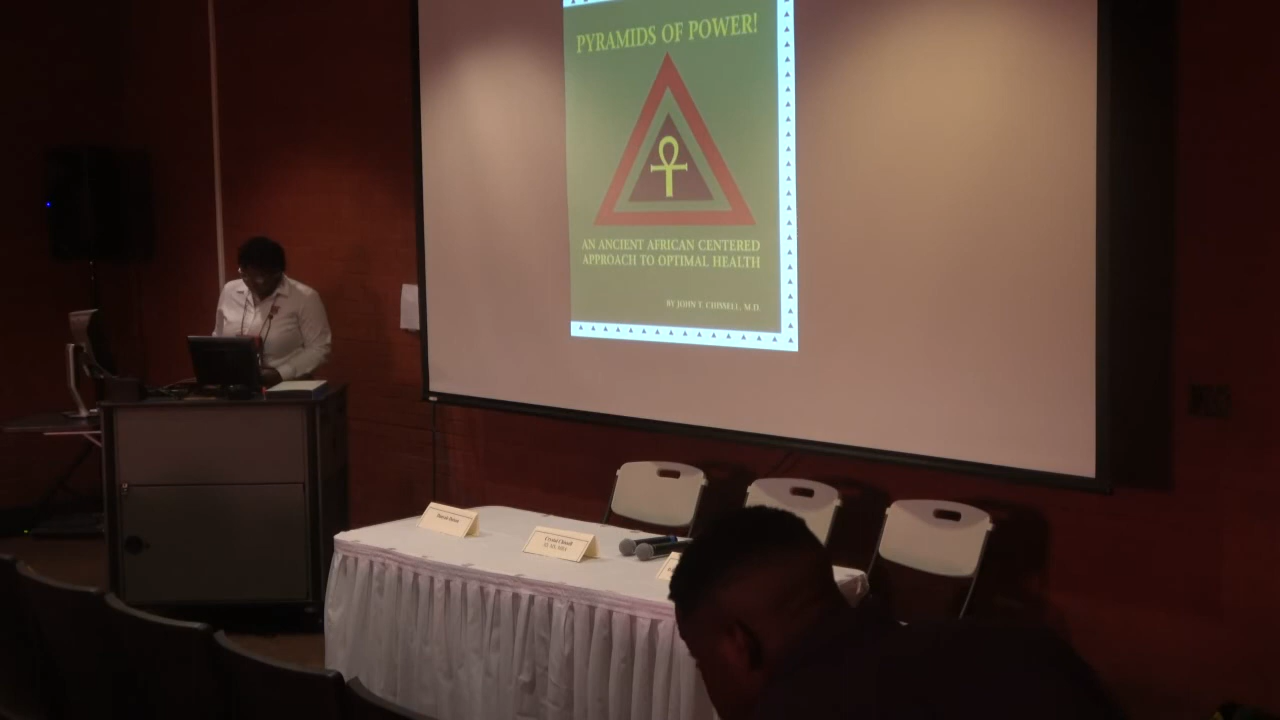 PYRAMIDS OF POWER!
AN ANCIENT AFRICAN CENTERED
APPROACH TO OPTIMAL HEALTH
BY JOHN T. CHISSELL, M.D.